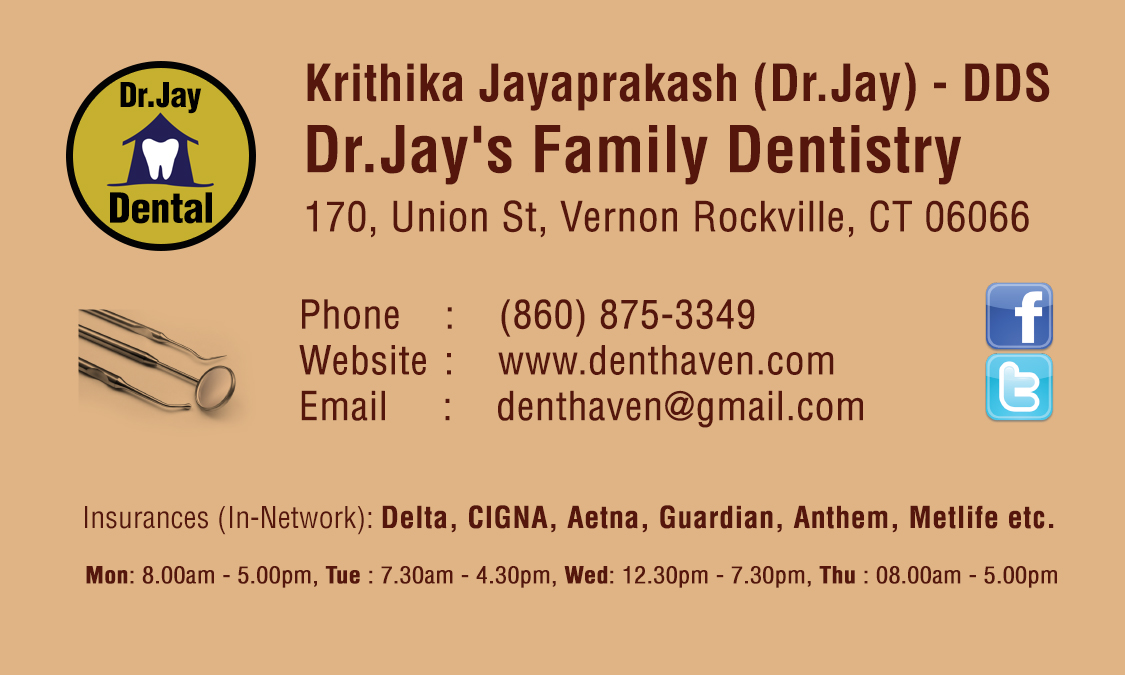 Dr.Jay
Dental
Krithika Jayaprakash (Dr.Jay) - DDS
Dr.Jay's Family Dentistry
170, Union St, Vernon Rockville, CT 06066
Phone : (860) 875-3349
Website : www.denthaven.com
Email : denthaven@gmail.com
f
t
Insurances (In-Network): Delta, CIGNA, Aetna, Guardian, Anthem, Metlife etc.
Mon: 8.00am - 5.00pm, Tue : 7.30am - 4.30pm, Wed: 12.30pm - 7.30pm, Thu : 08.00am - 5.00pm